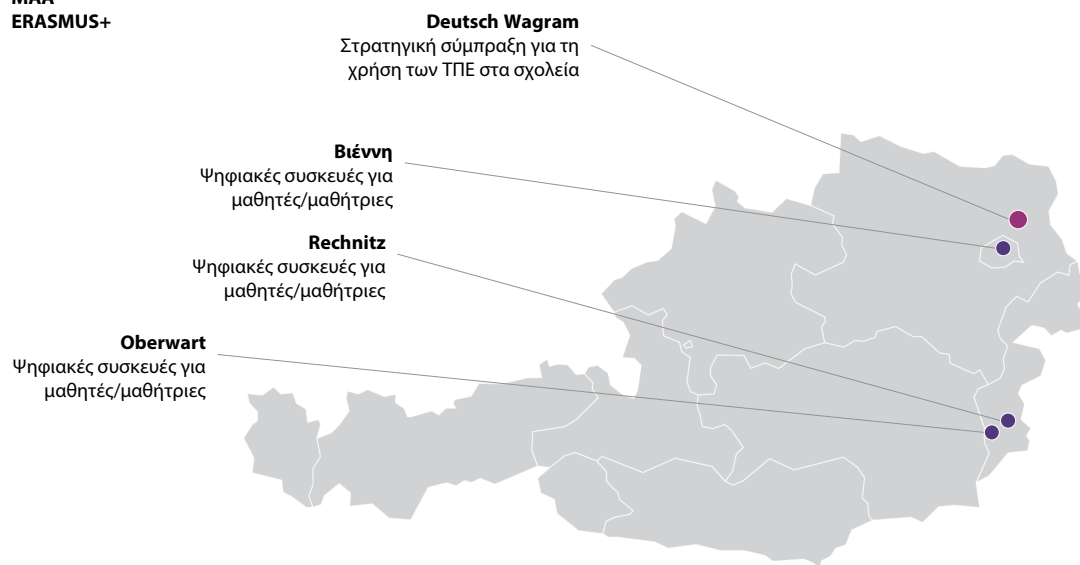 ΜΑΑ
ERASMUS+
Deutsch Wagram
Στρατηγική σύμπραξη για τη
χρήση των ΤΠΕ στα σχολεία
Βιέννη
Ψηφιακές συσκευές για
μαθητές/μαθήτριες
Rechnitz
Ψηφιακές συσκευές για
μαθητές/μαθήτριες
Oberwart
Ψηφιακές συσκευές για
μαθητές/μαθήτριες